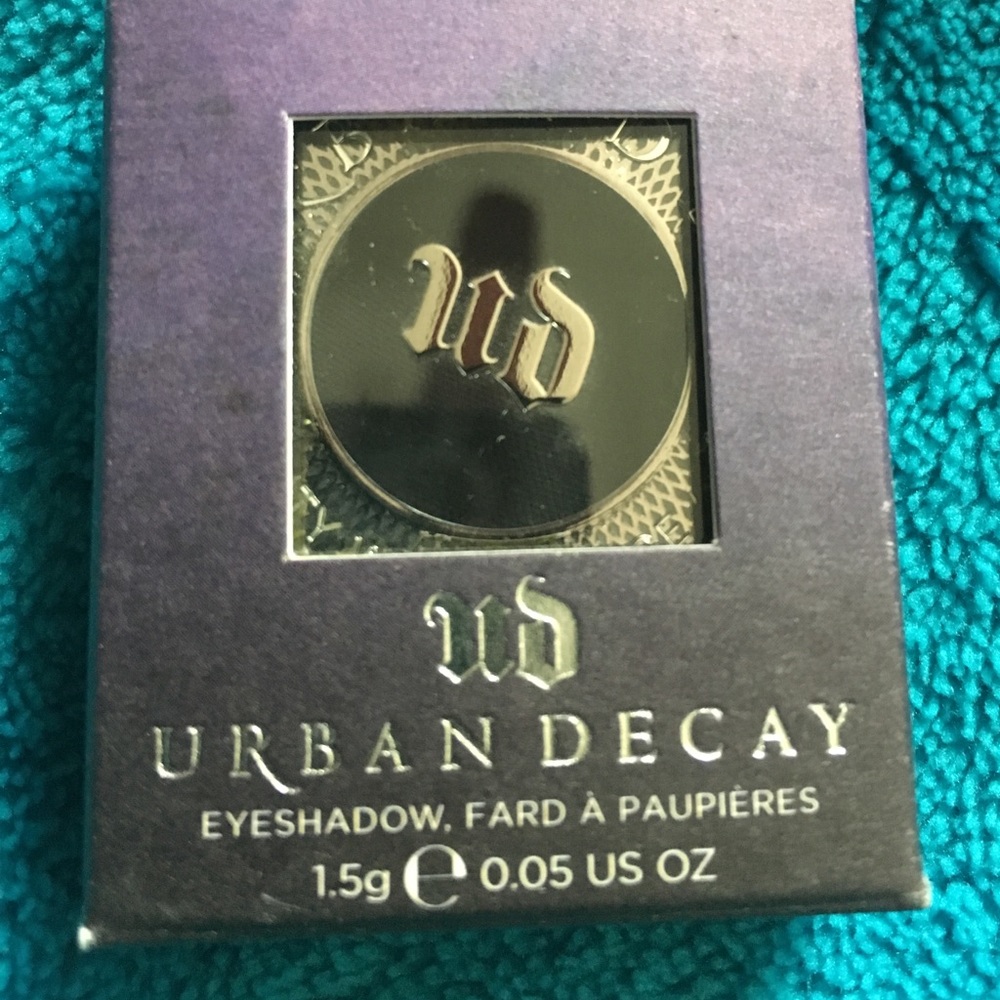 ud
ud
URBAN DECAY
EYESHADOW, FARD À PAUPIÈRES
1.5g ℮ 0.05 US OZ